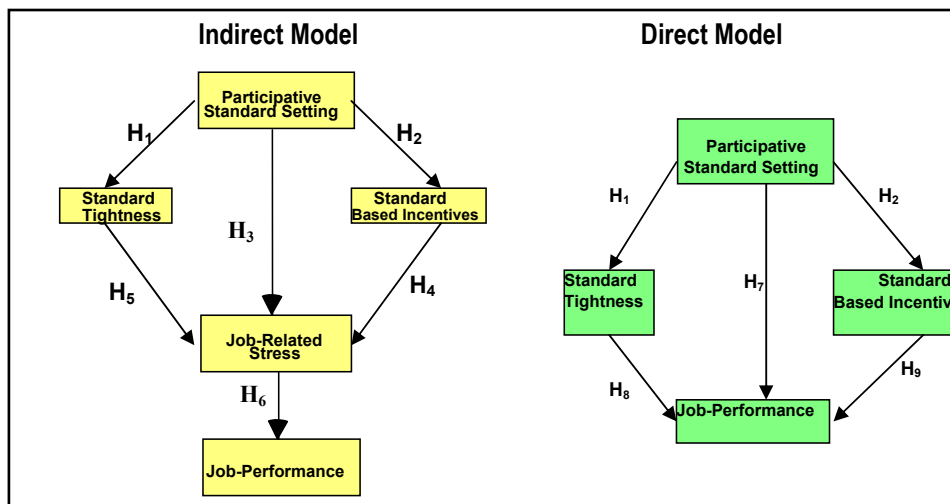 Indirect Model
Participative
Standard Setting
H1
H2
Standard
Tightness
Standard
Based Incentives
H3
H5
H4
Job-Related
Stress
H6
Job-Performance
Direct Model
Participative
Standard Setting
H1
H2
H7
Standard
Tightness
Standard
Based Incentiv
H8
H9
Job-Performance